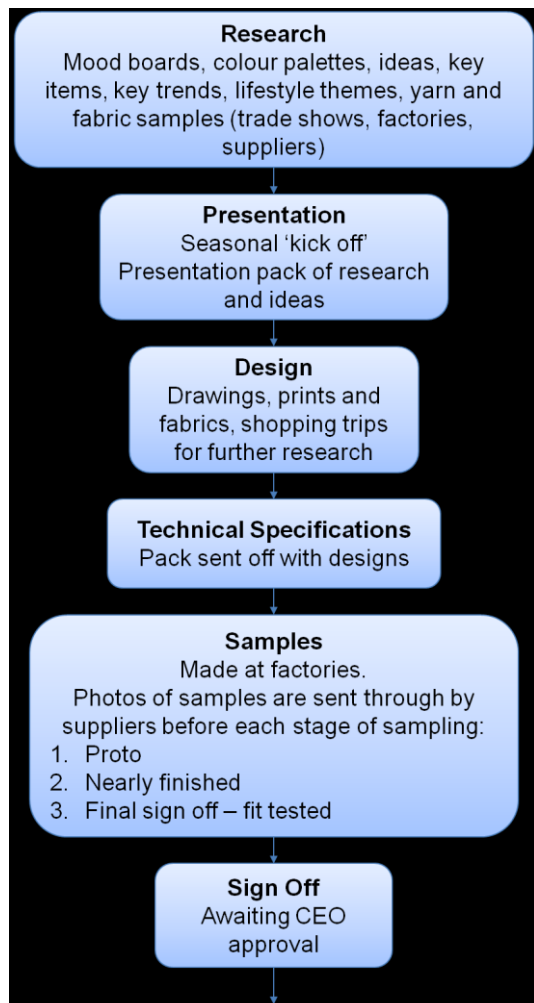 Research
Mood boards, colour palettes, ideas, key
items, key trends, lifestyle themes, yarn and
fabric samples (trade shows, factories,
suppliers)
Presentation
Seasonal ‘kick off’
Presentation pack of research
and ideas
Design
Drawings, prints and
fabrics, shopping trips
for further research
Technical Specifications
Pack sent off with designs
Samples
Made at factories.
Photos of samples are sent through by
suppliers before each stage of sampling:
1. Proto
2. Nearly finished
3. Final sign off – fit tested
Sign Off
Awaiting CEO
approval